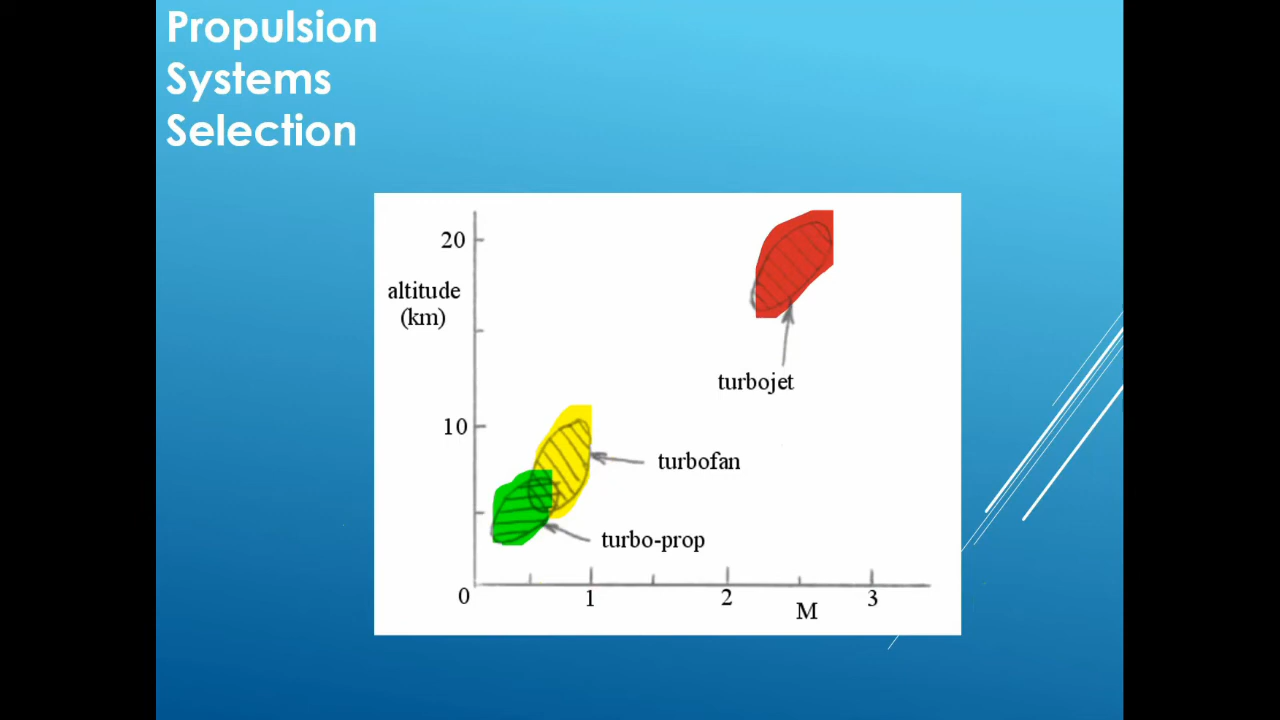 Propulsion
Systems
Selection
20
altitude
(km)
turbojet
10
turbofan
turbo-prop
0
1
2
3
M